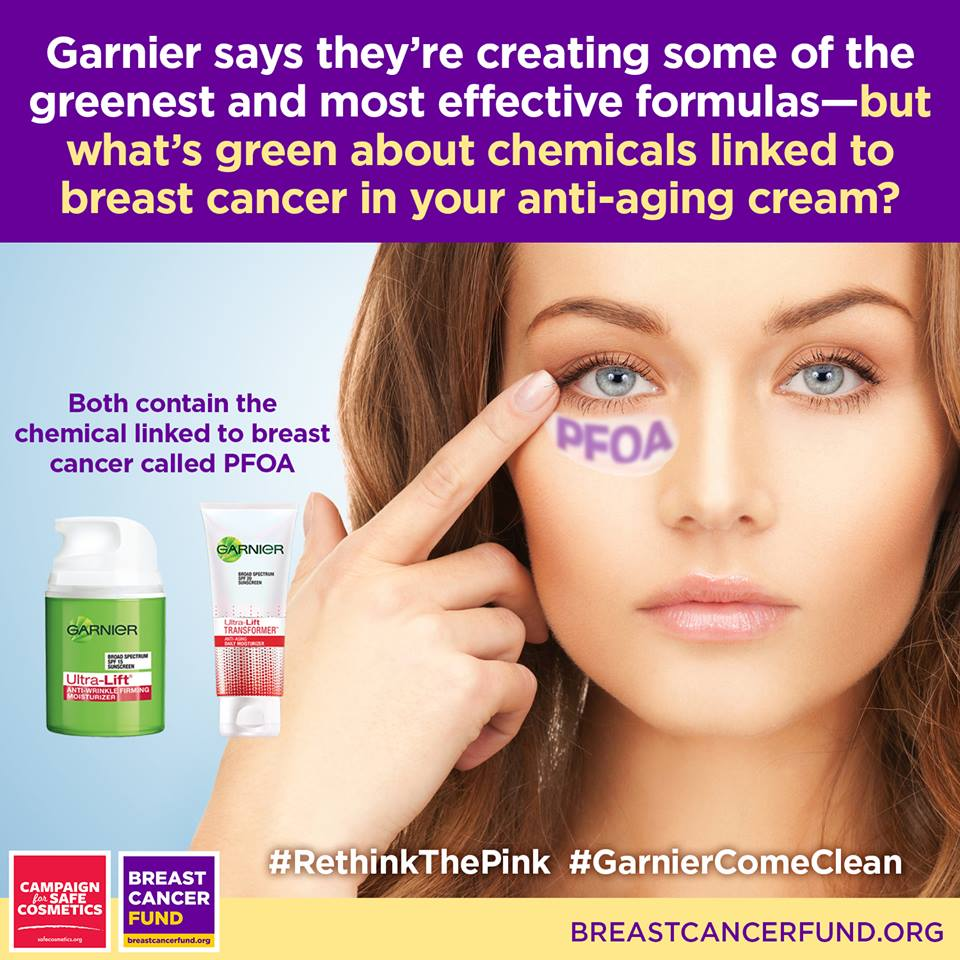 Garnier says they’re creating some of the
greenest and most effective formulas—but
what’s green about chemicals linked to
breast cancer in your anti-aging cream?
Both contain the
chemical linked to breast
cancer called PFOA
PFOA
GARNIER
BROAD SPECTRUM
SPF 15
SUNSCREEN
Ultra-Lift®
ANTI-WRINKLE FIRMING
MOISTURIZER
GARNIER
BROAD SPECTRUM
SPF 20
SUNSCREEN
Ultra-Lift
TRANSFORMER™
ANTI-AGING
DAILY MOISTURIZER
#RethinkThePink #GarnierComeClean
CAMPAIGN
for SAFE
COSMETICS
safecosmetics.org
BREAST
CANCER
FUND
breastcancerfund.org
BREASTCANCERFUND.ORG